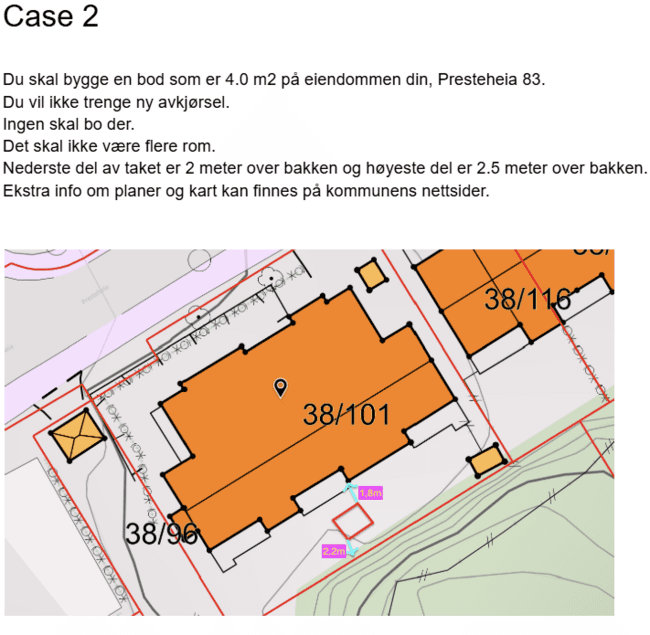 Case 2
Du skal bygge en bod som er 4.0 m2 på eiendommen din, Presteheia 83.
Du vil ikke trenge ny avkjørsel.
Ingen skal bo der.
Det skal ikke være flere rom.
Nederste del av taket er 2 meter over bakken og høyeste del er 2.5 meter over bakken.
Ekstra info om planer og kart kan finnes på kommunens nettsider.
38/116
38/101
1,8m
38/96
2,2m